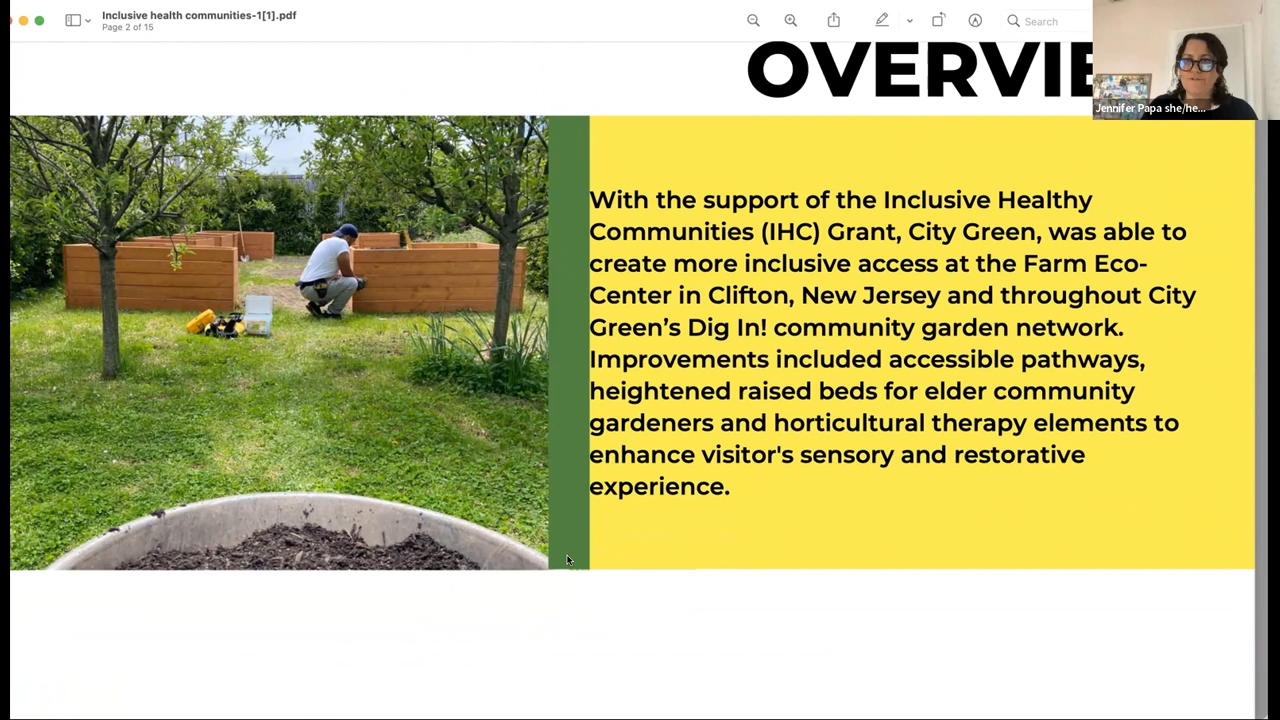 Inclusive health communities-1[1].pdf
Page 2 of 15
Search
OVERVIE
Jennifer Papa she/he...
With the support of the Inclusive Healthy
Communities (IHC) Grant, City Green, was able to
create more inclusive access at the Farm Eco-
Center in Clifton, New Jersey and throughout City
Green’s Dig In! community garden network.
Improvements included accessible pathways,
heightened raised beds for elder community
gardeners and horticultural therapy elements to
enhance visitor's sensory and restorative
experience.